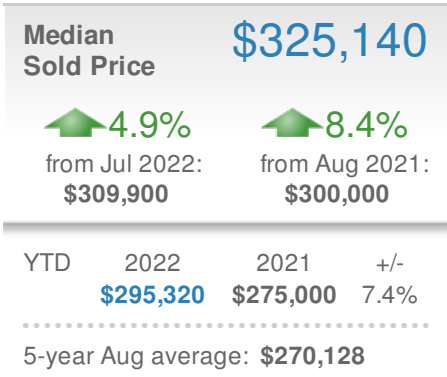 Median
Sold Price
$325,140
4.9%
from Jul 2022:
$309,900
8.4%
from Aug 2021:
$300,000
YTD 2022 2021 +/-
$295,320 $275,000 7.4%
5-year Aug average: $270,128